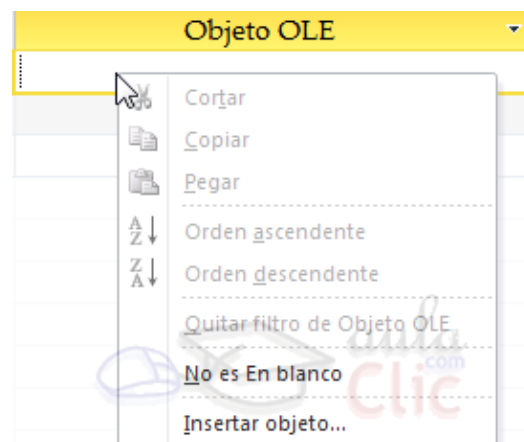 Objeto OLE
Cortar
Copiar
Pegar
Orden ascendente
Orden descendente
Quitar filtro de Objeto OLE
aula
.com
No es En blanco
Clic
Insertar objeto...